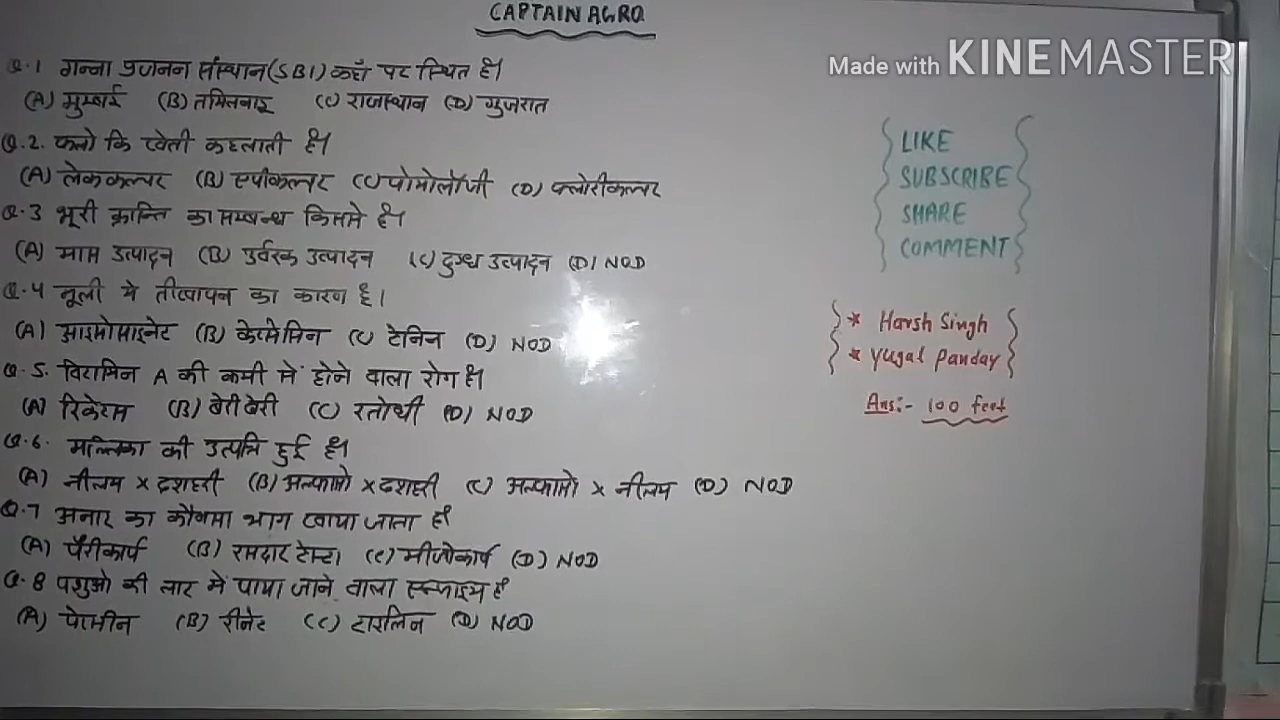 CAPTAIN AGRO
Made with KINEMASTER
Q.1 गन्ना प्रजनन संस्थान (SBI) कहाँ पर स्थित है।
(A) मुम्बई (B) तमिलनाडु (C) राजस्थान (D) गुजरात
Q.2. फलो कि खेती कहलाती है।
(A) लेककल्चर (B) एपीकल्चर (C) पोमोलॉजी (D) फ्लोरीकल्चर
Q.3 भूरी क्रान्ति का सम्बन्ध किससे है।
(A) मास उत्पादन (B) उर्वरक उत्पादन (C) दुग्ध उत्पादन (D) NOD
Q.4 मूली मे तीखापन का कारण है।
(A) आइसोसाइनेट (B) केप्सेसिन (C) टेनिन (D) NOD
Q.5. विटामिन A की कमी में होने वाला रोग है।
(A) रिकेट्स (B) बेरी बेरी (C) रतोंधी (D) NOD
Q.6. मल्लिका की उत्पत्ति हुई है।
(A) नीलम x दशहरी (B) अल्फासो x दशहरी (C) अल्फासो x नीलम (D) NOD
Q.7 अनार का कौनसा भाग खाया जाता है।
(A) पैरीकार्प (B) रसदार टेस्टा (C) मीजोकार्प (D) NOD
Q.8 पशुओ की लार में पाया जाने वाला एन्जाइम है
(A) पेप्सीन (B) रीनेट (C) टायलिन (D) NOD
LIKE
SUBSCRIBE
SHARE
COMMENT
* Harsh Singh
* Yugal Panday
Ans:- 100 feet